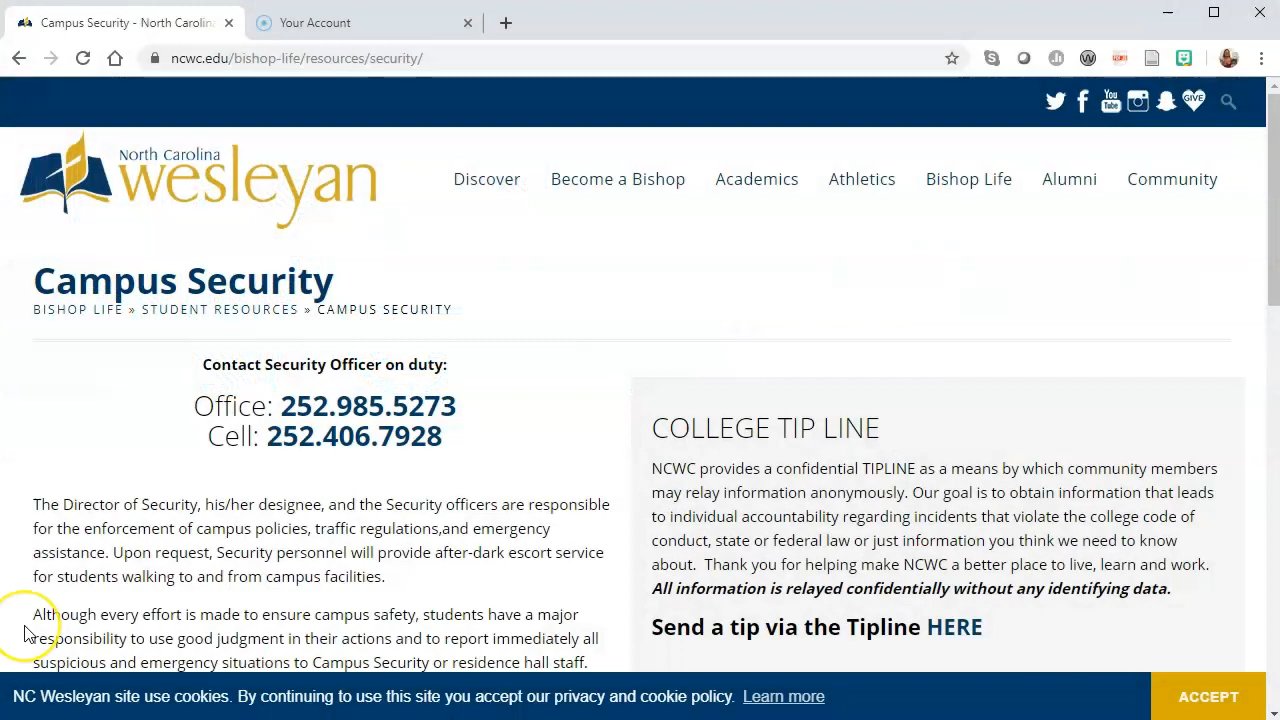 Campus Security - North Carolin
Your Account
ncwc.edu/bishop-life/resources/security/
You Tube
GIVE
North Carolina
wesleyan
Discover
Become a Bishop
Academics
Athletics
Bishop Life
Alumni
Community
Campus Security
BISHOP LIFE » STUDENT RESOURCES » CAMPUS SECURITY
Contact Security Officer on duty:
Office: 252.985.5273
Cell: 252.406.7928
The Director of Security, his/her designee, and the Security officers are responsible
for the enforcement of campus policies, traffic regulations,and emergency
assistance. Upon request, Security personnel will provide after-dark escort service
for students walking to and from campus facilities.
Although every effort is made to ensure campus safety, students have a major
responsibility to use good judgment in their actions and to report immediately all
suspicious and emergency situations to Campus Security or residence hall staff.
COLLEGE TIP LINE
NCWC provides a confidential TIPLINE as a means by which community members
may relay information anonymously. Our goal is to obtain information that leads
to individual accountability regarding incidents that violate the college code of
conduct, state or federal law or just information you think we need to know
about.  Thank you for helping make NCWC a better place to live, learn and work.
All information is relayed confidentially without any identifying data.
Send a tip via the Tipline HERE
NC Wesleyan site use cookies. By continuing to use this site you accept our privacy and cookie policy. Learn more
ACCEPT